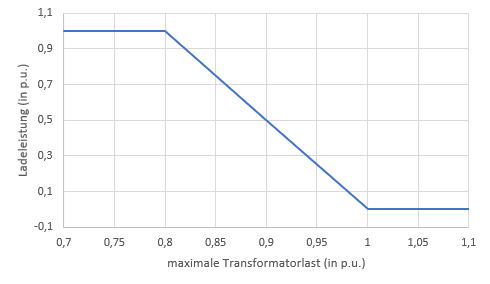 1,1
0,9
0,7
0,5
0,3
0,1
-0,1
Ladeleistung (in p.u.)
0,7 0,75 0,8 0,85 0,9 0,95 1 1,05 1,1
maximale Transformatorlast (in p.u.)